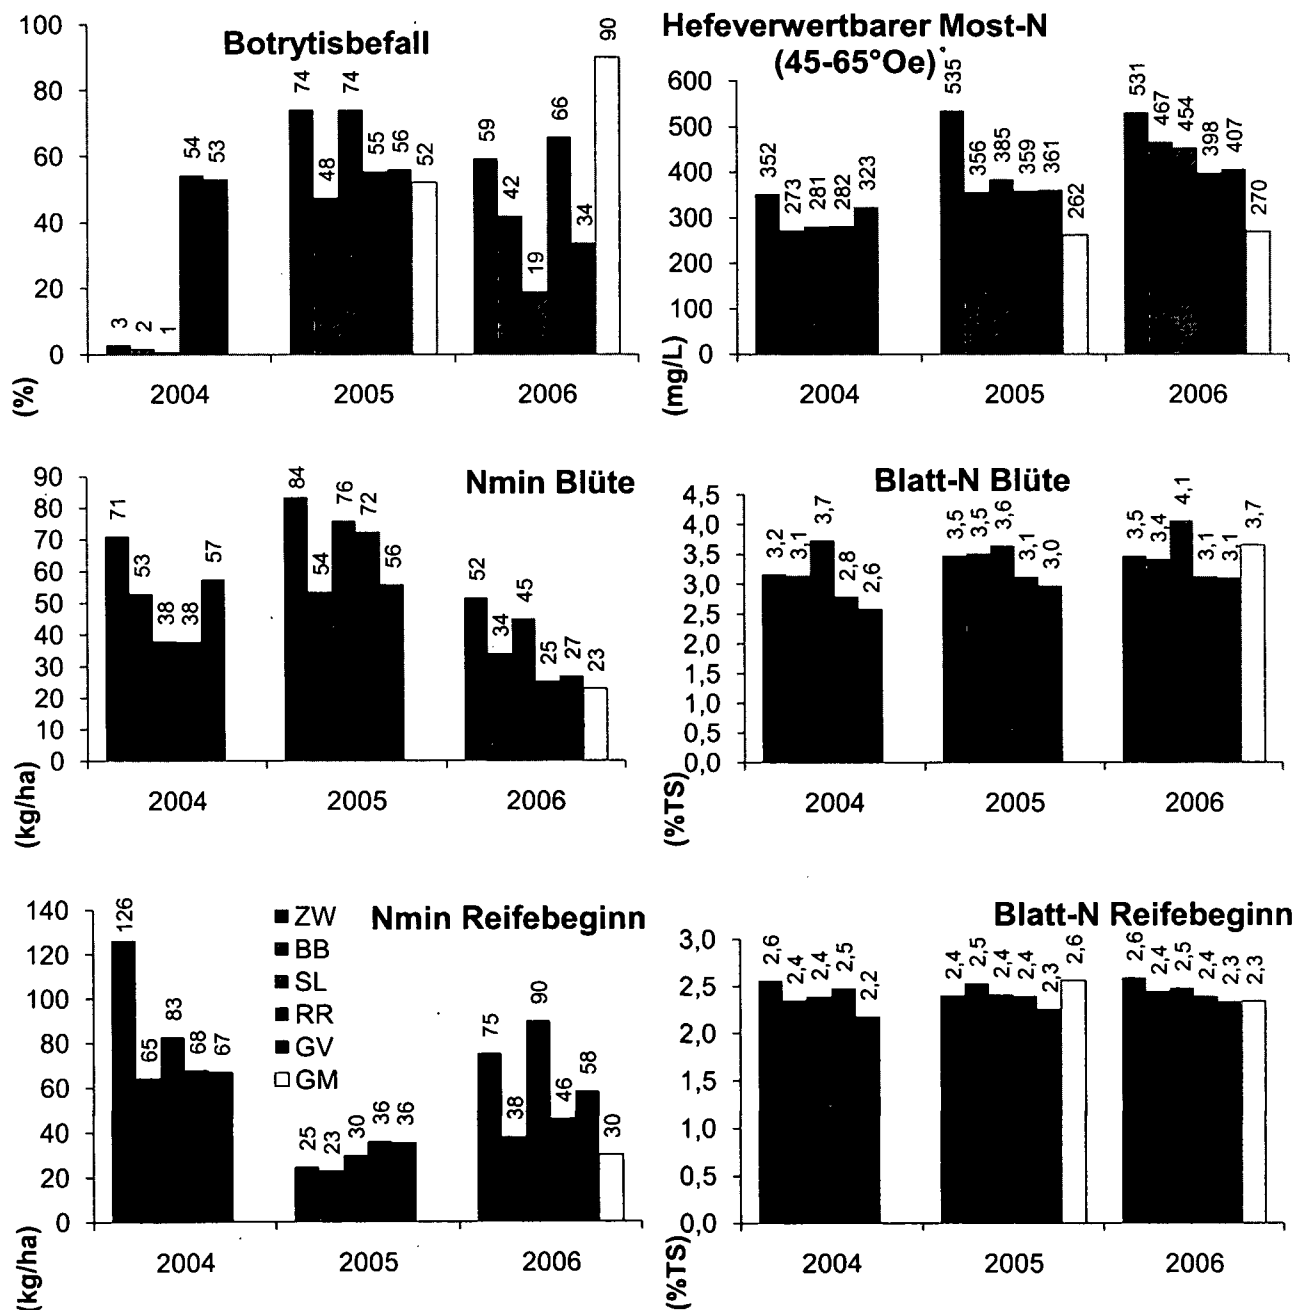 Botrytisbefall
100
80
60
40
20
0
(%)
3 2 1 54 53
74 48 74 55 56 52
59 42 19 66 34 90
2004 2005 2006
Hefeverwertbarer Most-N
(45-65°Oe)
600
500
400
300
200
100
0
(mg/L)
352 273 281 282 323
535 356 385 359 361 262
531 467 454 398 407 270
2004 2005 2006
Nmin Blüte
90
80
70
60
50
40
30
20
10
0
(kg/ha)
71 53 38 38 57
84 54 76 72 56
52 34 45 25 27 23
2004 2005 2006
Blatt-N Blüte
4,5
4,0
3,5
3,0
2,5
2,0
1,5
1,0
0,5
0,0
(%TS)
3,2 3,1 3,7 2,8 2,6
3,5 3,5 3,6 3,1 3,0
3,5 3,4 4,1 3,1 3,1 3,7
2004 2005 2006
Nmin Reifebeginn
140
120
100
80
60
40
20
0
(kg/ha)
126 65 83 68 67
25 23 30 36 36
75 38 90 46 58 30
ZW
BB
SL
RR
GV
GM
2004 2005 2006
Blatt-N Reifebeginn
3,0
2,5
2,0
1,5
1,0
0,5
0,0
(%TS)
2,6 2,4 2,4 2,5 2,2
2,4 2,5 2,4 2,4 2,3 2,6
2,6 2,4 2,5 2,4 2,3 2,3
2004 2005 2006